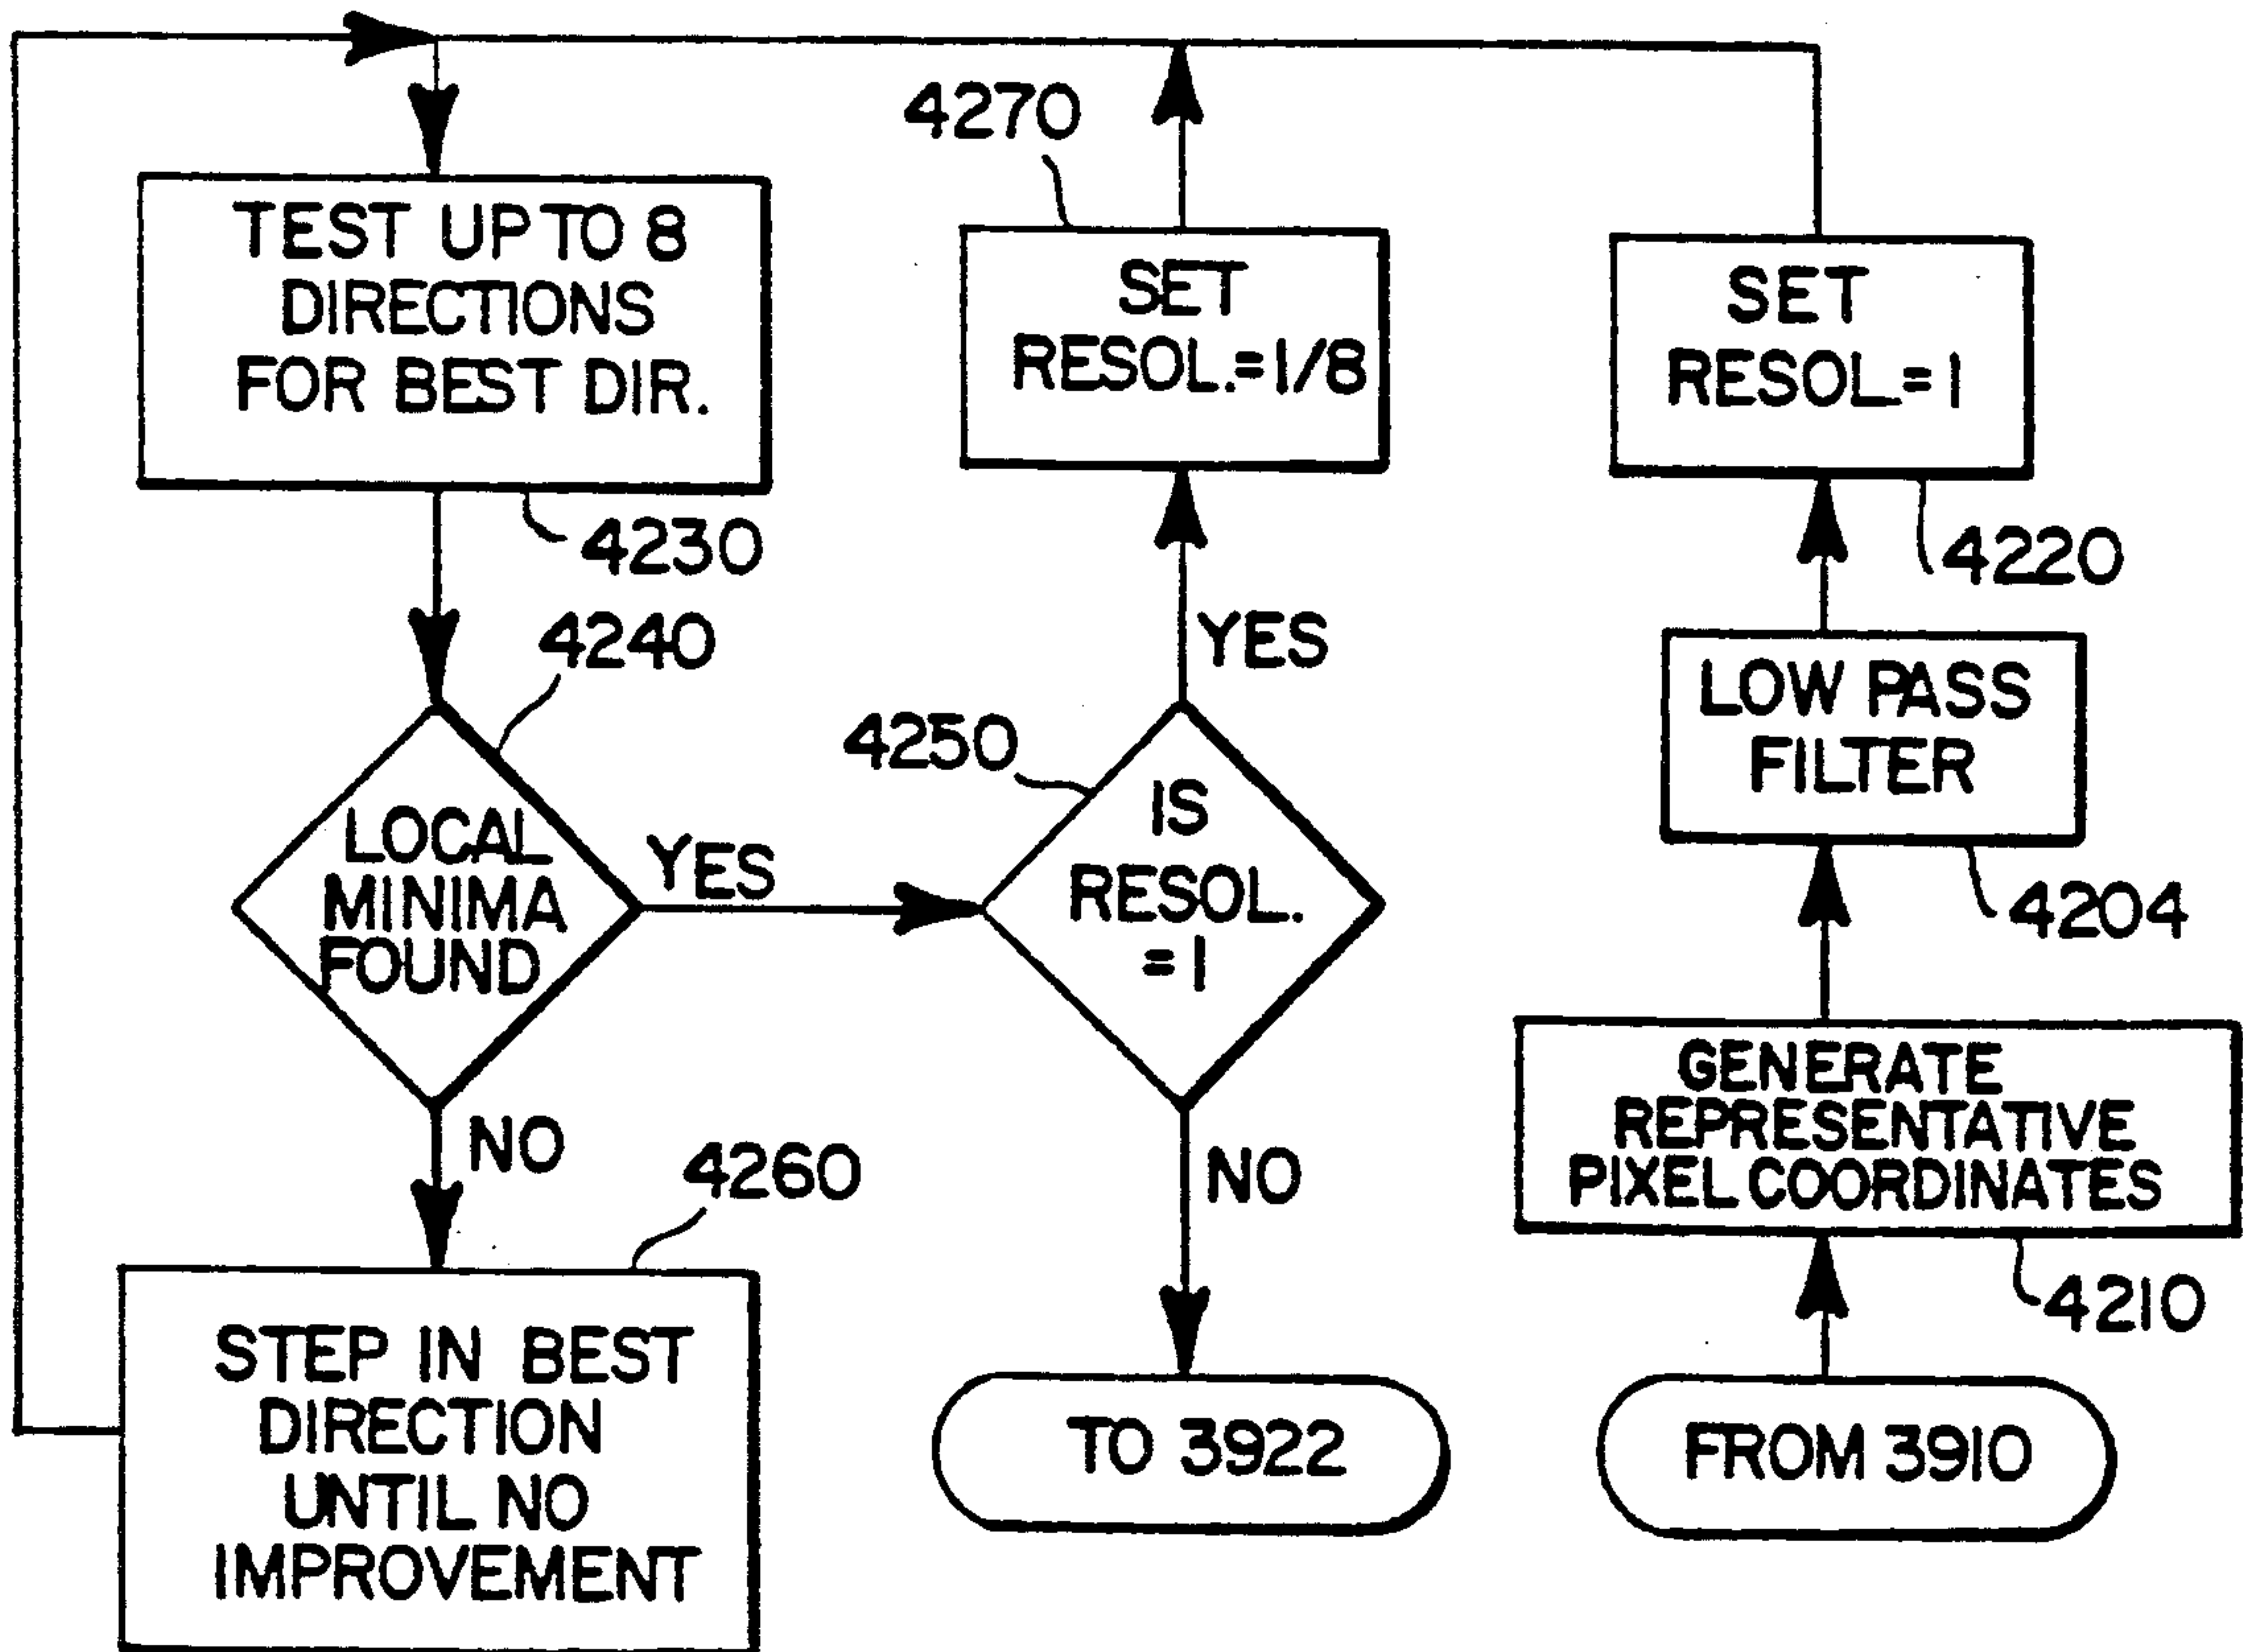 4270
TEST UP TO 8
DIRECTIONS
FOR BEST DIR.
4230
SET
RESOL.=1/8
SET
RESOL.=1
4220
4240
YES
LOW PASS
FILTER
4204
4250
LOCAL
MINIMA
FOUND
YES
IS
RESOL.
=1
NO
4260
NO
GENERATE
REPRESENTATIVE
PIXEL COORDINATES
4210
STEP IN BEST
DIRECTION
UNTIL NO
IMPROVEMENT
TO 3922
FROM 3910